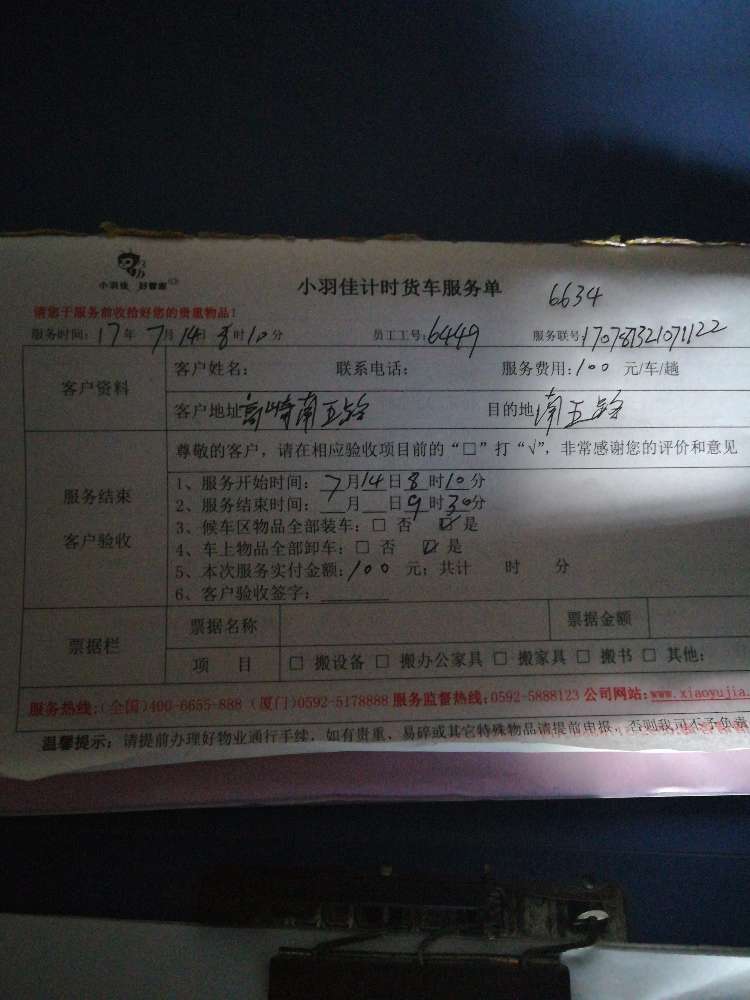 小羽佳 好管家
小羽佳计时货车服务单
6634
请您于服务前收拾好您的贵重物品！
服务时间：17年7月14日8时10分 员工工号：6449 服务联号：170781321071122
客户资料
客户姓名： 联系电话： 服务费用：100 元/车/趟
客户地址 高崎南五路 目的地 南五路
服务结束
客户验收
尊敬的客户，请在相应验收项目前的“□”打“√”，非常感谢您的评价和意见
1、服务开始时间：7月14日8时10分
2、服务结束时间：＿月＿日9时30分
3、候车区物品全部装车：□ 否 ☑ 是
4、车上物品全部卸车：□ 否 ☑ 是
5、本次服务实付金额：100 元；共计 时 分
6、客户验收签字：
票据栏
票据名称 票据金额
项 目 □ 搬设备 □ 搬办公家具 □ 搬家具 □ 搬书 □ 其他：
服务热线：(全国)400-6655-888 (厦门)0592-5178888 服务监督热线：0592-5888123 公司网站：www.xiaoyujia.
温馨提示：请提前办理好物业通行手续，如有贵重、易碎或其它特殊物品请提前申报，否则我司不予负责